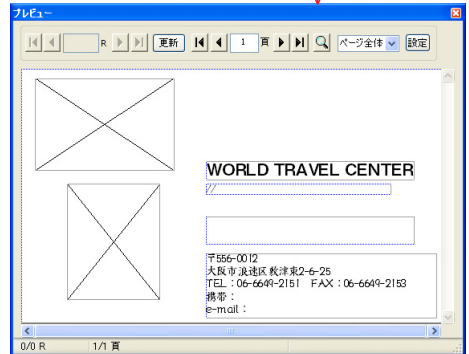 プレビュー
R 更新 1 頁 ページ全体 設定
WORLD TRAVEL CENTER
//
〒556-0012
大阪市浪速区敷津東2-6-25
TEL：06-6649-2151 FAX：06-6649-2153
携帯：
e-mail：
0/0 R 1/1 頁